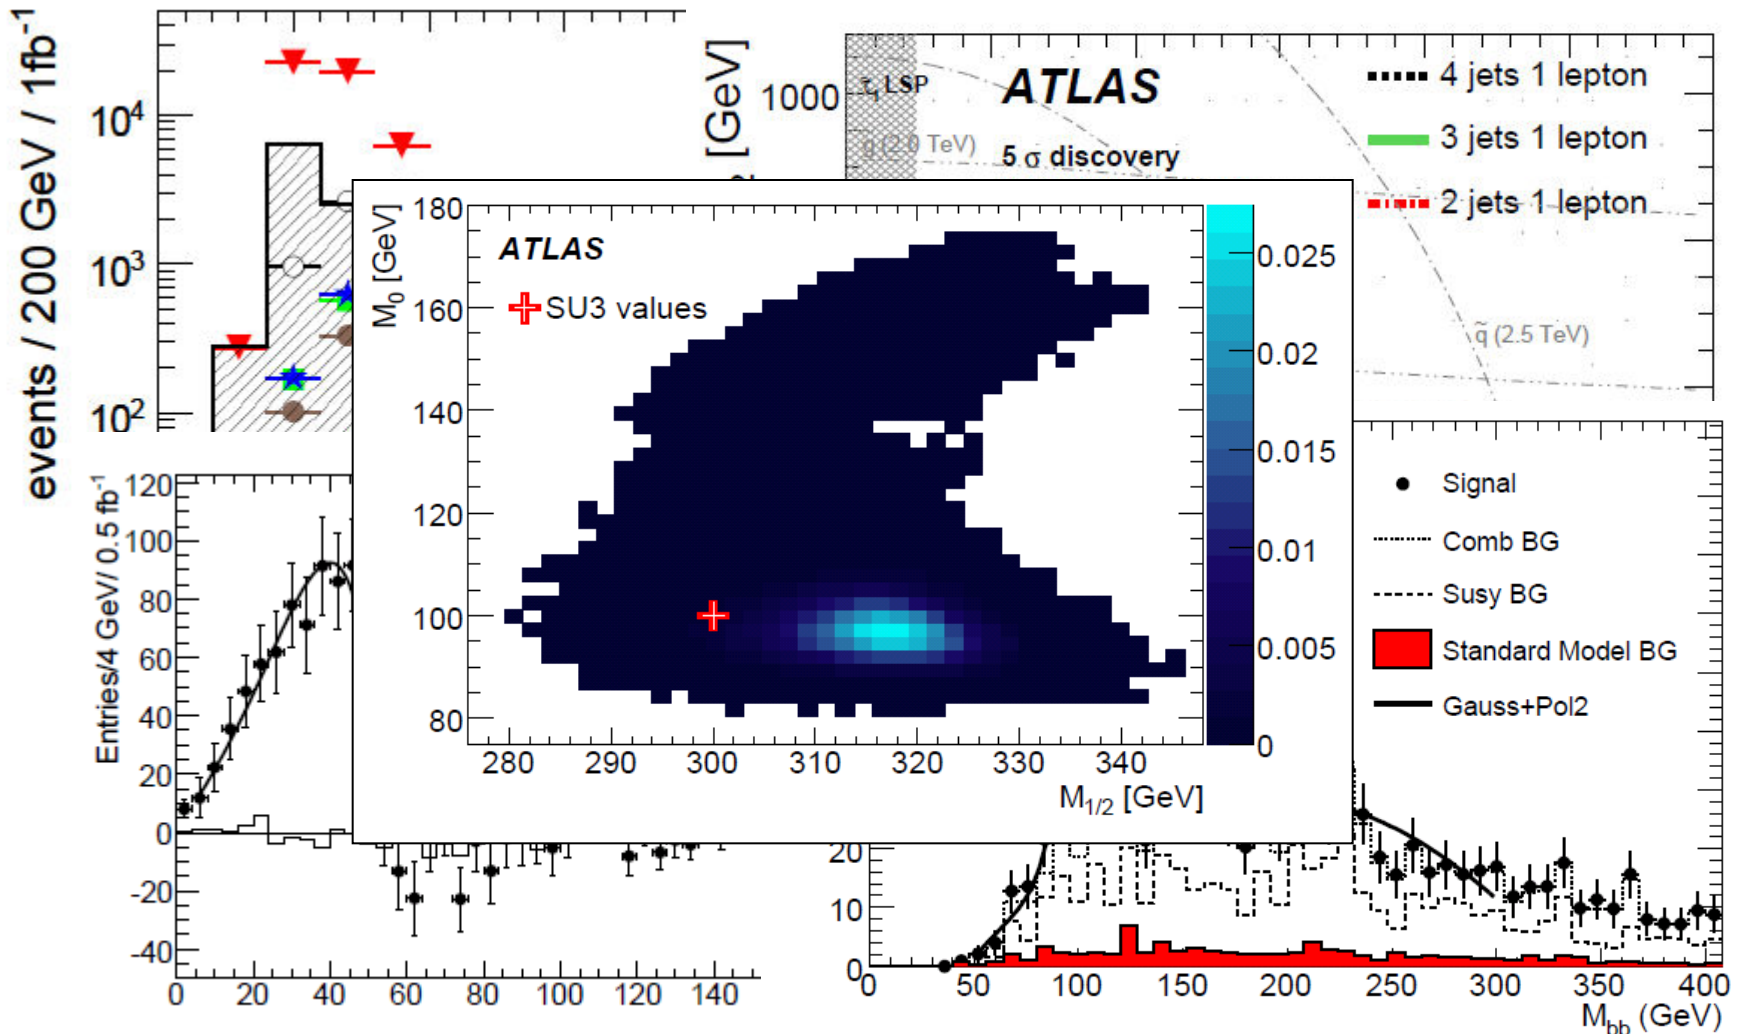 events / 200 GeV / 1fb⁻¹
10⁴
10³
10²
[GeV]
1000
τ̃₁ LSP
(2.0 TeV)
ATLAS
5 σ discovery
4 jets 1 lepton
3 jets 1 lepton
2 jets 1 lepton
q̃ (2.5 TeV)
M₀ [GeV]
180
160
140
120
100
80
ATLAS
SU3 values
280 290 300 310 320 330 340
M₁/₂ [GeV]
0.025
0.02
0.015
0.01
0.005
0
Entries/4 GeV/ 0.5 fb⁻¹
120
100
80
60
40
20
0
-20
-40
0 20 40 60 80 100 120 140
Signal
Comb BG
Susy BG
Standard Model BG
Gauss+Pol2
20
10
0
0 50 100 150 200 250 300 350 400
M_bb (GeV)